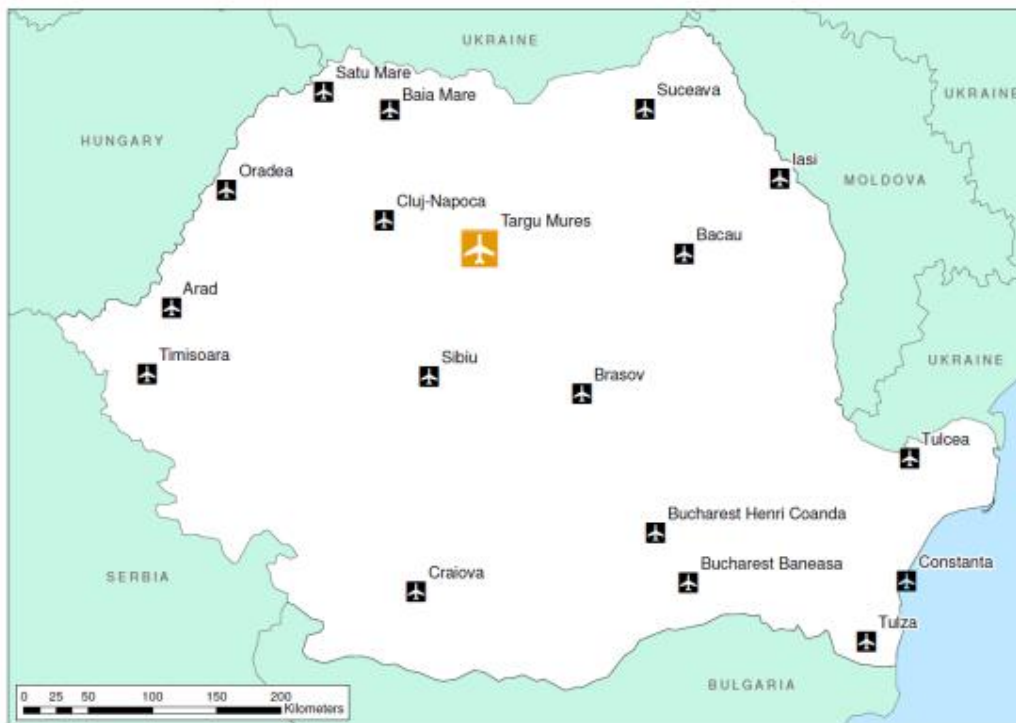 UKRAINE
Satu Mare
Baia Mare
Suceava
UKRAINE
HUNGARY
Iasi
Oradea
MOLDOVA
Cluj-Napoca
Targu Mures
Bacau
Arad
Timisoara
Sibiu
Brasov
UKRAINE
Tulcea
Bucharest Henri Coanda
Bucharest Baneasa
Constanta
SERBIA
Craiova
Tulza
BULGARIA
0 25 50 100 150 200
Kilometers